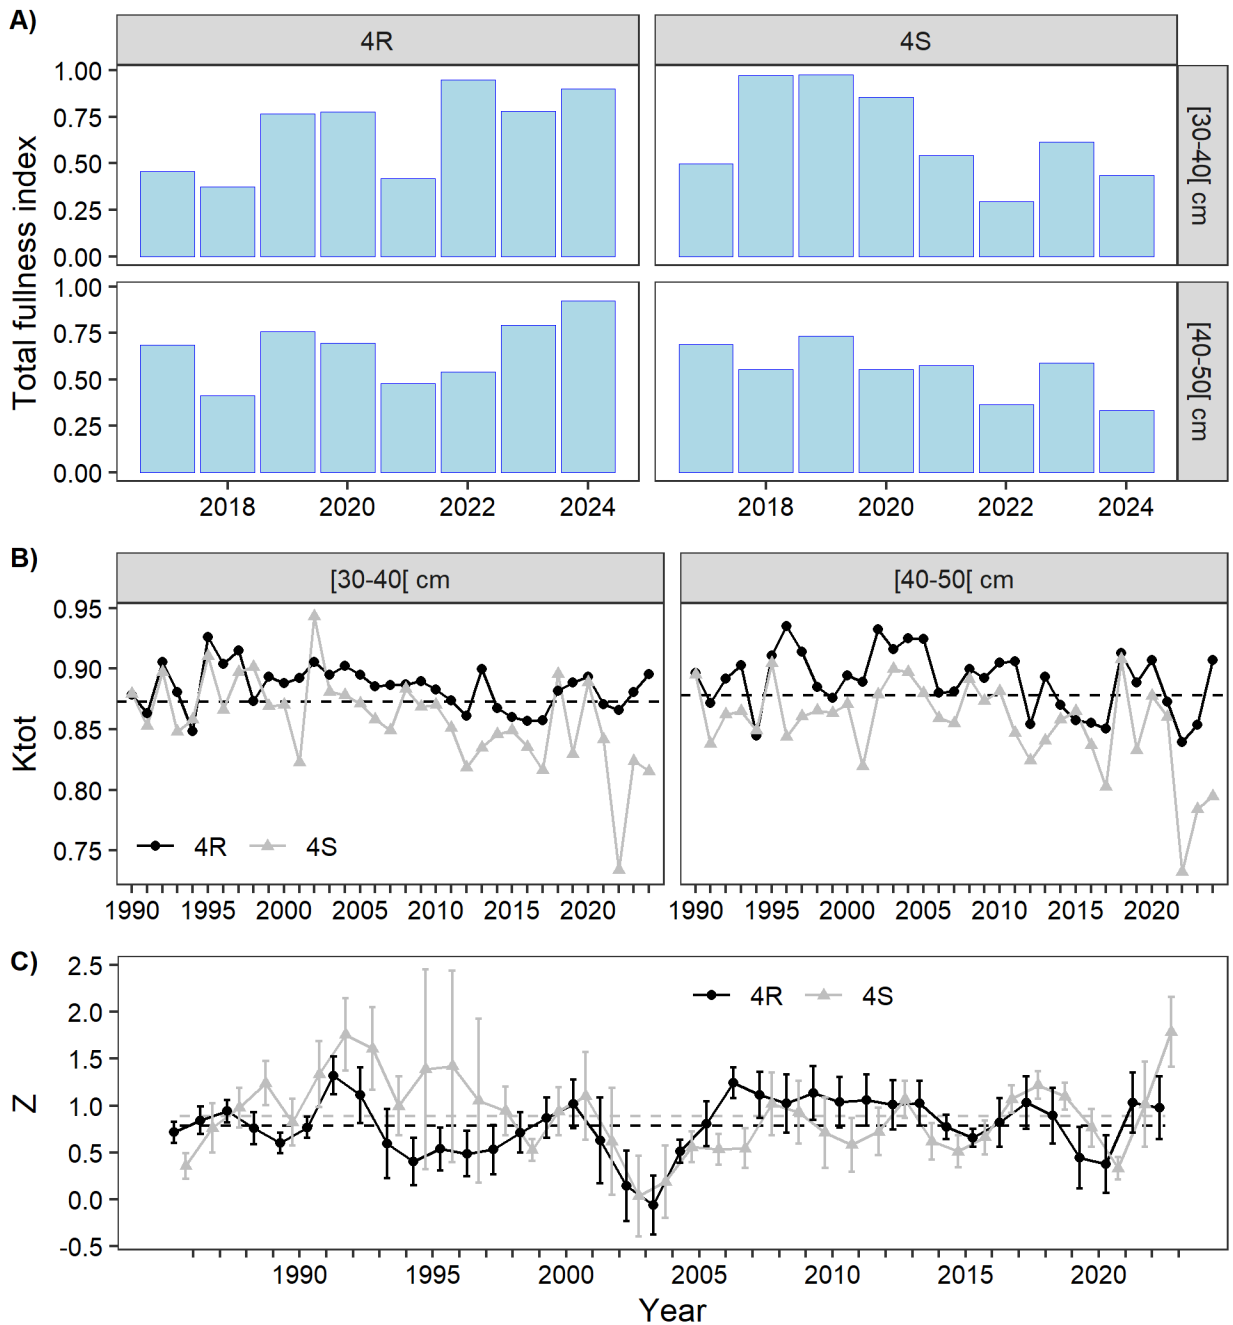 A)
4R 4S
Total fullness index
1.00
0.75
0.50
0.25
0.00
[30-40[ cm
1.00
0.75
0.50
0.25
0.00
[40-50[ cm
2018 2020 2022 2024 2018 2020 2022 2024
B)
[30-40[ cm [40-50[ cm
Ktot
0.95
0.90
0.85
0.80
0.75
4R 4S
1990 1995 2000 2005 2010 2015 2020 1990 1995 2000 2005 2010 2015 2020
C)
Z
2.5
2.0
1.5
1.0
0.5
0.0
-0.5
4R 4S
1990 1995 2000 2005 2010 2015 2020
Year